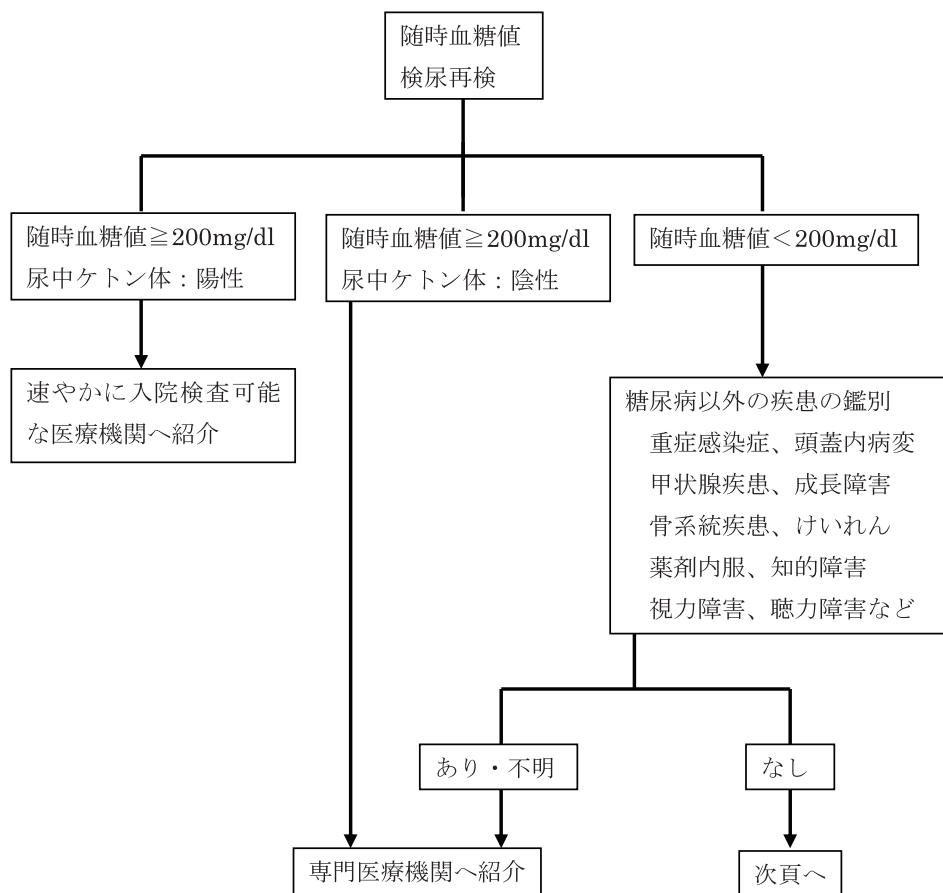 随時血糖値
検尿再検
随時血糖値≧200mg/dl
尿中ケトン体：陽性
随時血糖値≧200mg/dl
尿中ケトン体：陰性
随時血糖値＜200mg/dl
速やかに入院検査可能
な医療機関へ紹介
糖尿病以外の疾患の鑑別
重症感染症、頭蓋内病変
甲状腺疾患、成長障害
骨系統疾患、けいれん
薬剤内服、知的障害
視力障害、聴力障害など
あり・不明
なし
専門医療機関へ紹介
次頁へ